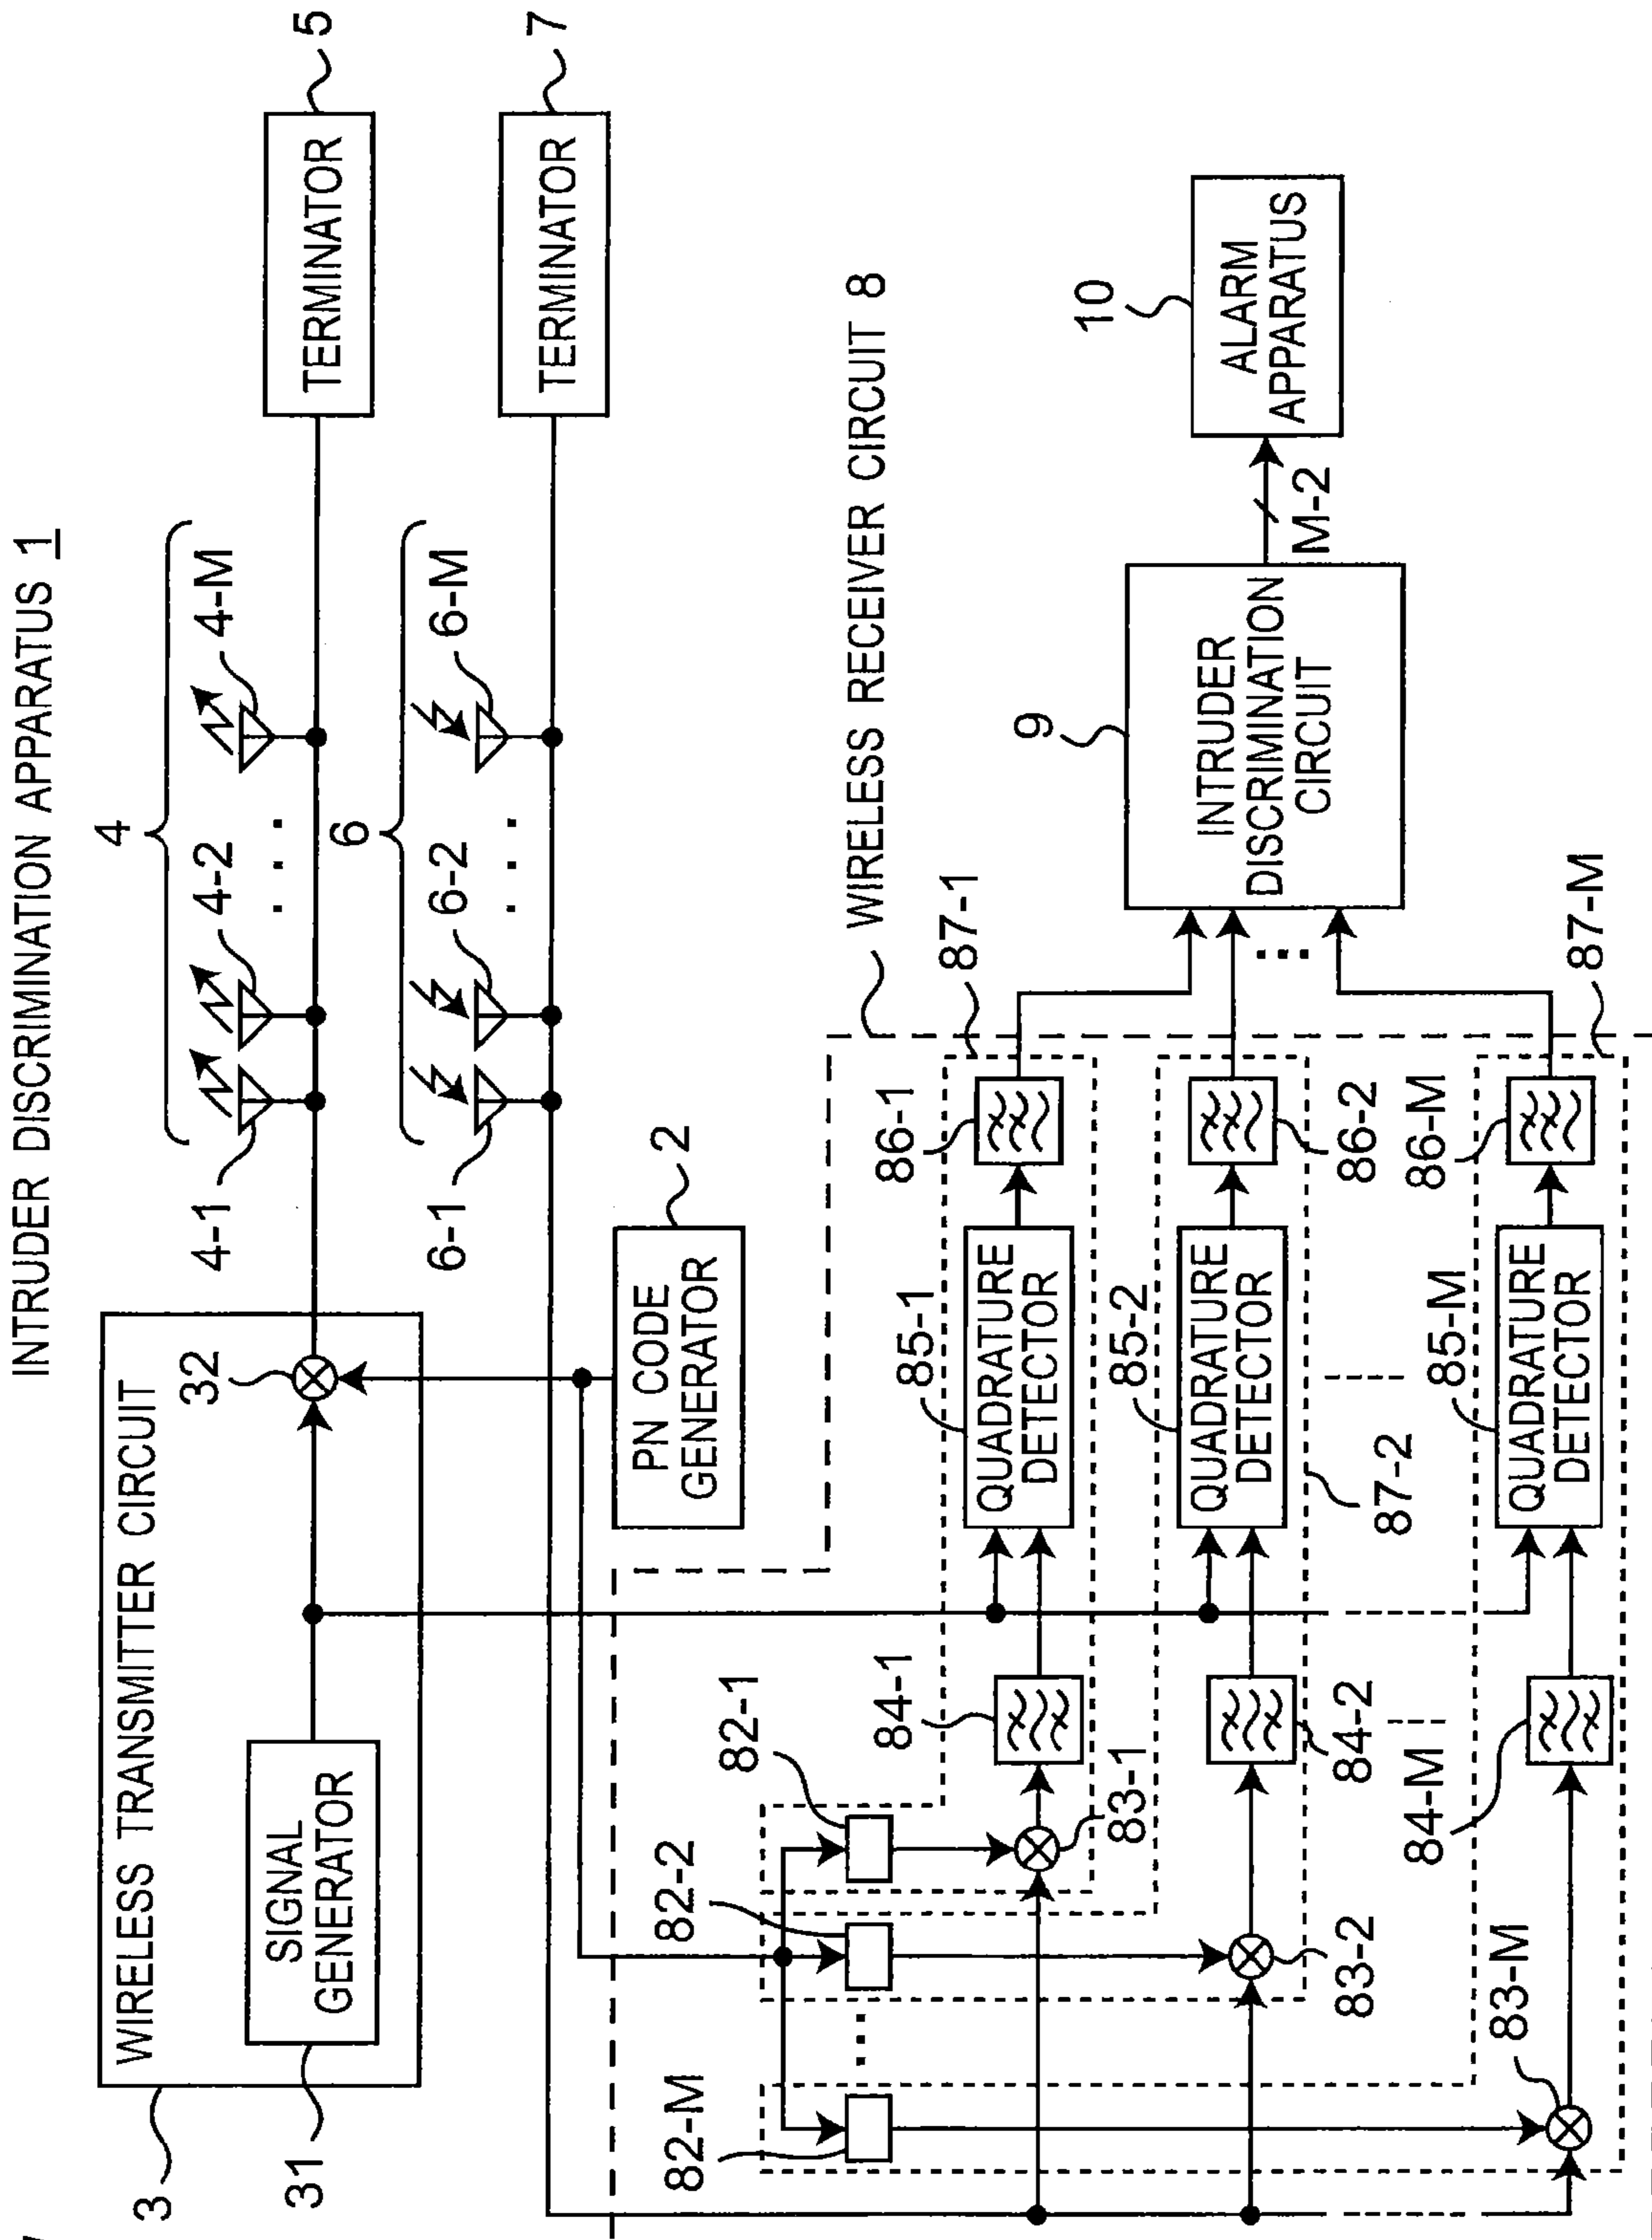 INTRUDER DISCRIMINATION APPARATUS 1
3
WIRELESS TRANSMITTER CIRCUIT
31
SIGNAL
GENERATOR
32
4
4-1
4-2
. . .
4-M
TERMINATOR
5
6
6-1
6-2
. . .
6-M
TERMINATOR
7
PN CODE
GENERATOR
2
WIRELESS RECEIVER CIRCUIT 8
82-M
...
82-2
82-1
83-1
84-1
85-1
QUADRATURE
DETECTOR
86-1
87-1
83-2
84-2
85-2
QUADRATURE
DETECTOR
86-2
87-2
83-M
84-M
85-M
QUADRATURE
DETECTOR
86-M
87-M
...
9
INTRUDER
DISCRIMINATION
CIRCUIT
M-2
10
ALARM
APPARATUS